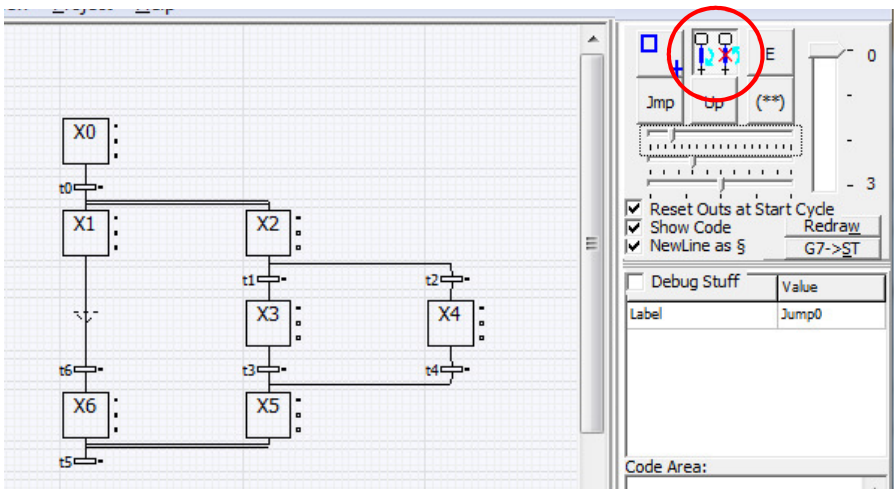 X0
t0
X1 X2
t1 t2
X3 X4
t6 t3 t4
X6 X5
t5
E 0
Jmp Up (**)
3
Reset Outs at Start Cycle
Show Code Redraw
NewLine as § G7->ST
Debug Stuff Value
Label Jump0
Code Area: